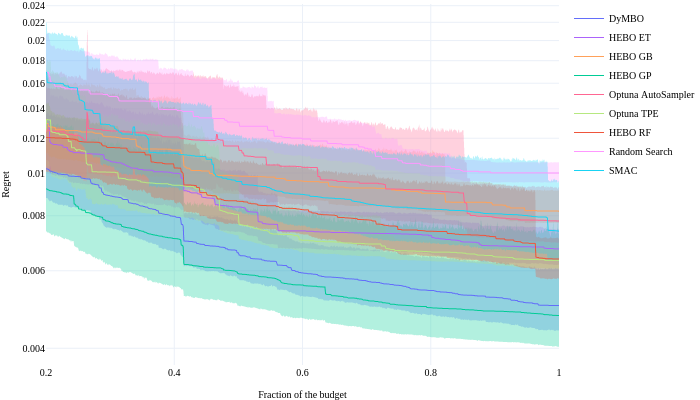 0.024
0.022
0.02
0.018
0.016
0.014
0.012
0.01
0.008
0.006
0.004
Regret
0.2
0.4
0.6
0.8
1
Fraction of the budget
DyMBO
HEBO ET
HEBO GB
HEBO GP
Optuna AutoSampler
Optuna TPE
HEBO RF
Random Search
SMAC